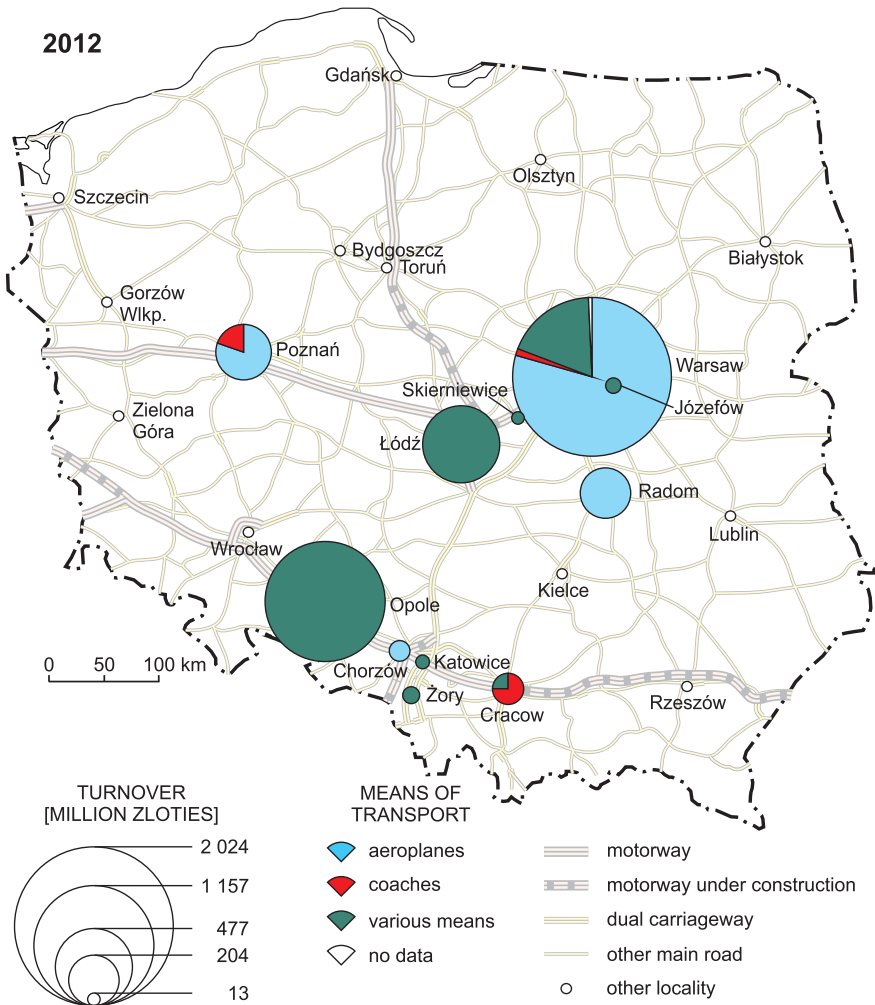 2012
Gdańsk
Olsztyn
Szczecin
Bydgoszcz
Toruń
Białystok
Gorzów
Wlkp.
Poznań
Warsaw
Skierniewice
Józefów
Zielona
Góra
Łódź
Radom
Lublin
Wrocław
Kielce
Opole
0 50 100 km
Chorzów
Katowice
Żory
Rzeszów
Cracow
TURNOVER
[MILLION ZLOTIES]
2 024
1 157
477
204
13
MEANS OF
TRANSPORT
aeroplanes
coaches
various means
no data
motorway
motorway under construction
dual carriageway
other main road
other locality